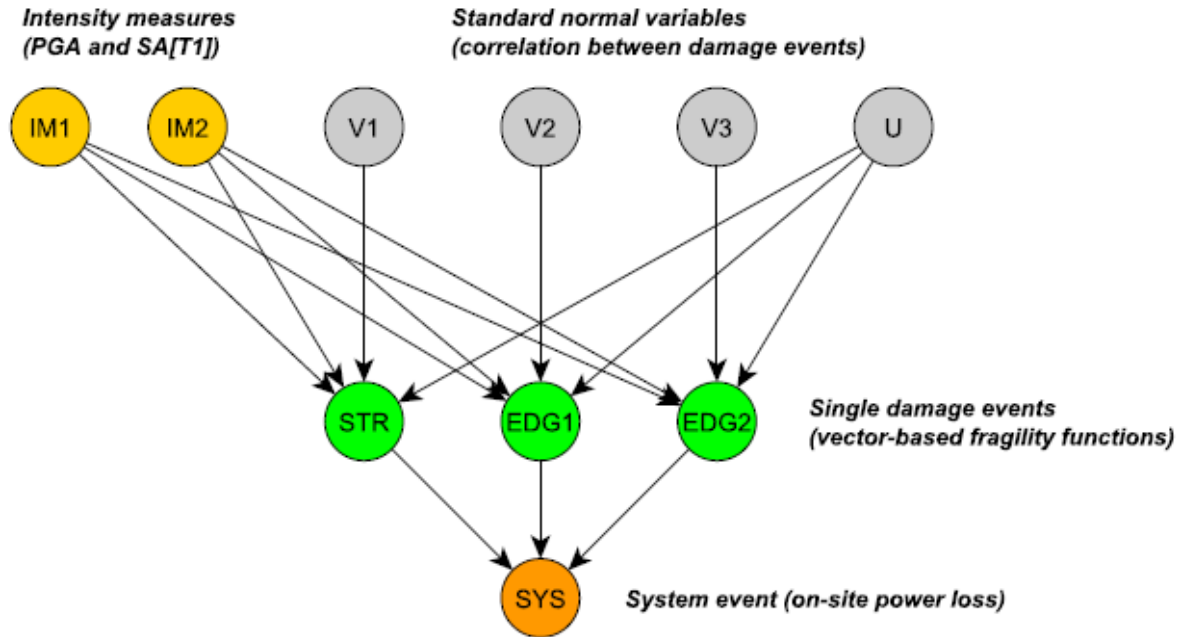 Intensity measures
(PGA and SA[T1])
Standard normal variables
(correlation between damage events)
IM1
IM2
V1
V2
V3
U
STR
EDG1
EDG2
Single damage events
(vector-based fragility functions)
SYS
System event (on-site power loss)